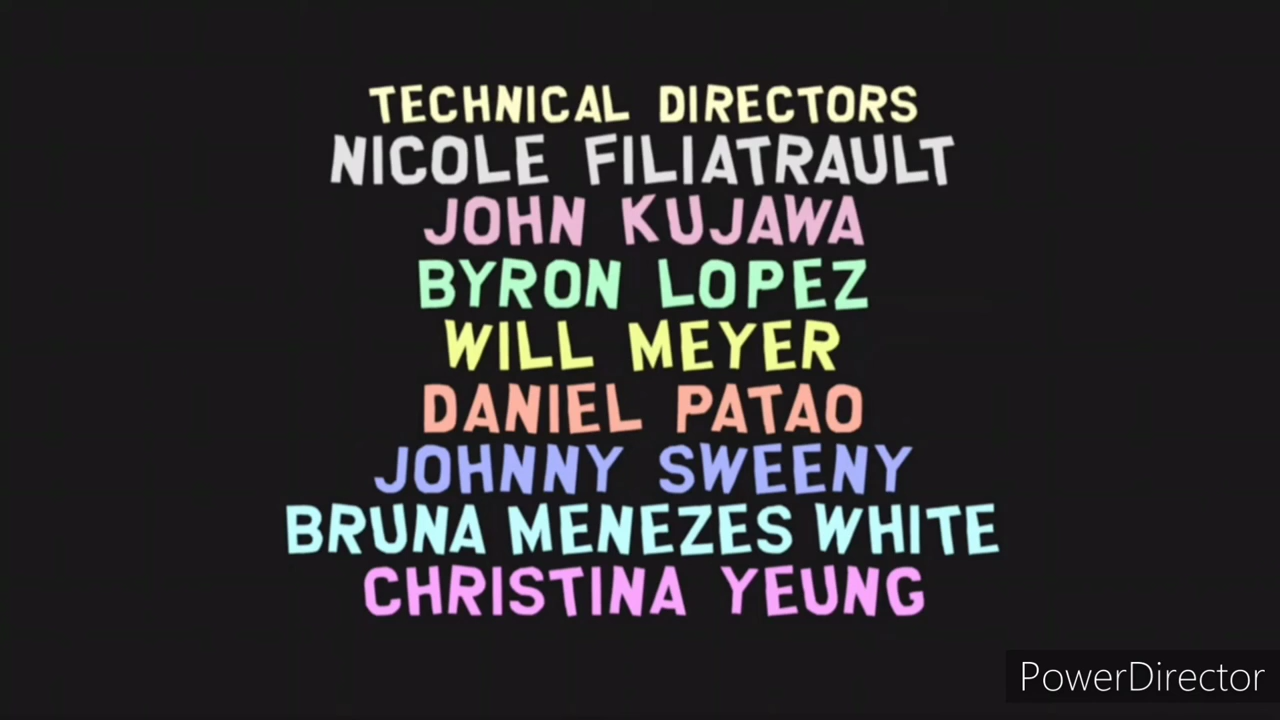 TECHNICAL DIRECTORS
NICOLE FILIATRAULT
JOHN KUJAWA
BYRON LOPEZ
WILL MEYER
DANIEL PATAO
JOHNNY SWEENY
BRUNA MENEZES WHITE
CHRISTINA YEUNG
PowerDirector